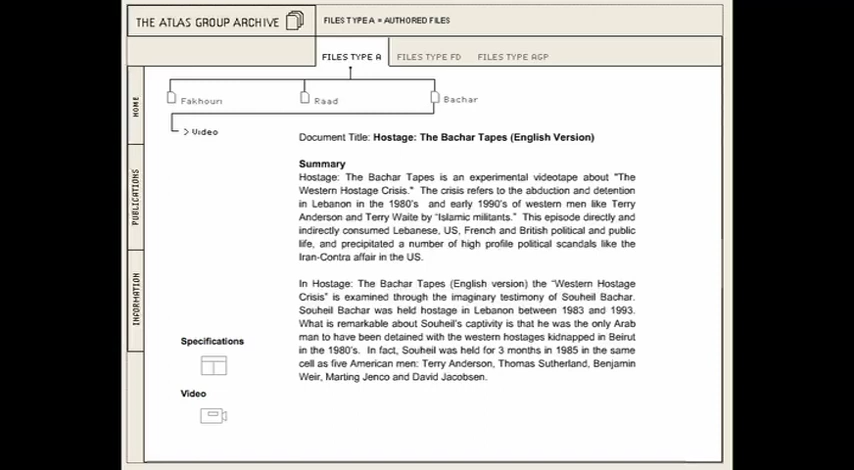 THE ATLAS GROUP ARCHIVE
FILES TYPE A = AUTHORED FILES
FILES TYPE A
FILES TYPE FD
FILES TYPE AGP
HOME
PUBLICATIONS
INFORMATION
Fakhouri
Raad
Bachar
> Video
Document Title: Hostage: The Bachar Tapes (English Version)
Summary
Hostage: The Bachar Tapes is an experimental videotape about "The
Western Hostage Crisis." The crisis refers to the abduction and detention
in Lebanon in the 1980's and early 1990's of western men like Terry
Anderson and Terry Waite by "Islamic militants." This episode directly and
indirectly consumed Lebanese, US, French and British political and public
life, and precipitated a number of high profile political scandals like the
Iran-Contra affair in the US.
In Hostage: The Bachar Tapes (English version) the "Western Hostage
Crisis" is examined through the imaginary testimony of Souheil Bachar.
Souheil Bachar was held hostage in Lebanon between 1983 and 1993.
What is remarkable about Souheil's captivity is that he was the only Arab
man to have been detained with the western hostages kidnapped in Beirut
in the 1980's. In fact, Souheil was held for 3 months in 1985 in the same
cell as five American men: Terry Anderson, Thomas Sutherland, Benjamin
Weir, Marting Jenco and David Jacobsen.
Specifications
Video